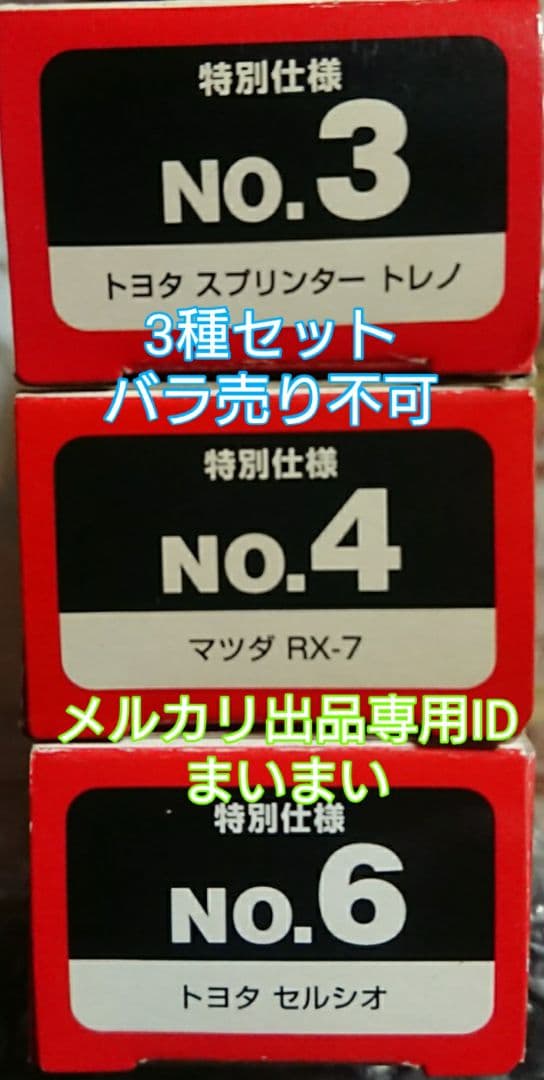 特別仕様
NO.3
トヨタ スプリンター トレノ
3種セット
バラ売り不可
特別仕様
NO.4
マツダ RX-7
メルカリ出品専用ID
まいまい
特別仕様
NO.6
トヨタ セルシオ